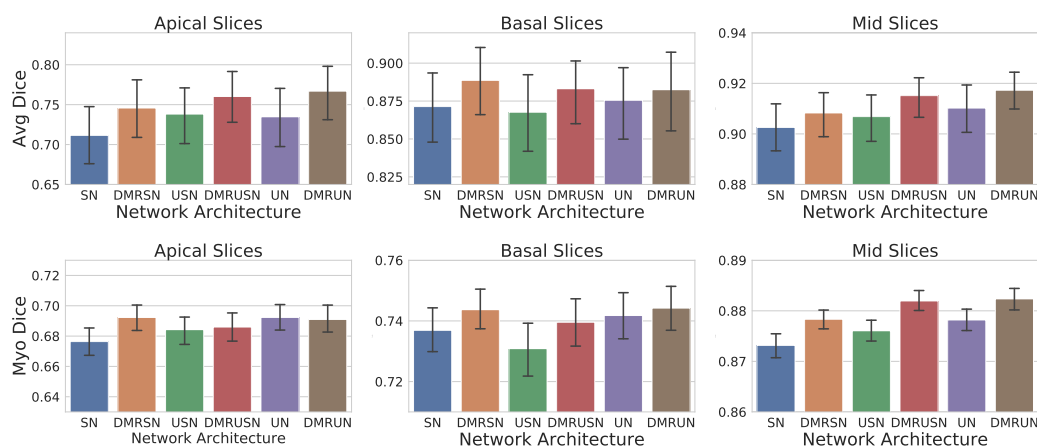 Apical Slices
Basal Slices
Mid Slices
Avg Dice
0.80
0.75
0.70
0.65
0.900
0.875
0.850
0.825
0.94
0.92
0.90
0.88
SN DMRSN USN DMRUSN UN DMRUN
SN DMRSN USN DMRUSN UN DMRUN
SN DMRSN USN DMRUSN UN DMRUN
Network Architecture
Network Architecture
Network Architecture
Apical Slices
Basal Slices
Mid Slices
Myo Dice
0.72
0.70
0.68
0.66
0.64
0.76
0.74
0.72
0.89
0.88
0.87
0.86
SN DMRSN USN DMRUSN UN DMRUN
SN DMRSN USN DMRUSN UN DMRUN
SN DMRSN USN DMRUSN UN DMRUN
Network Architecture
Network Architecture
Network Architecture